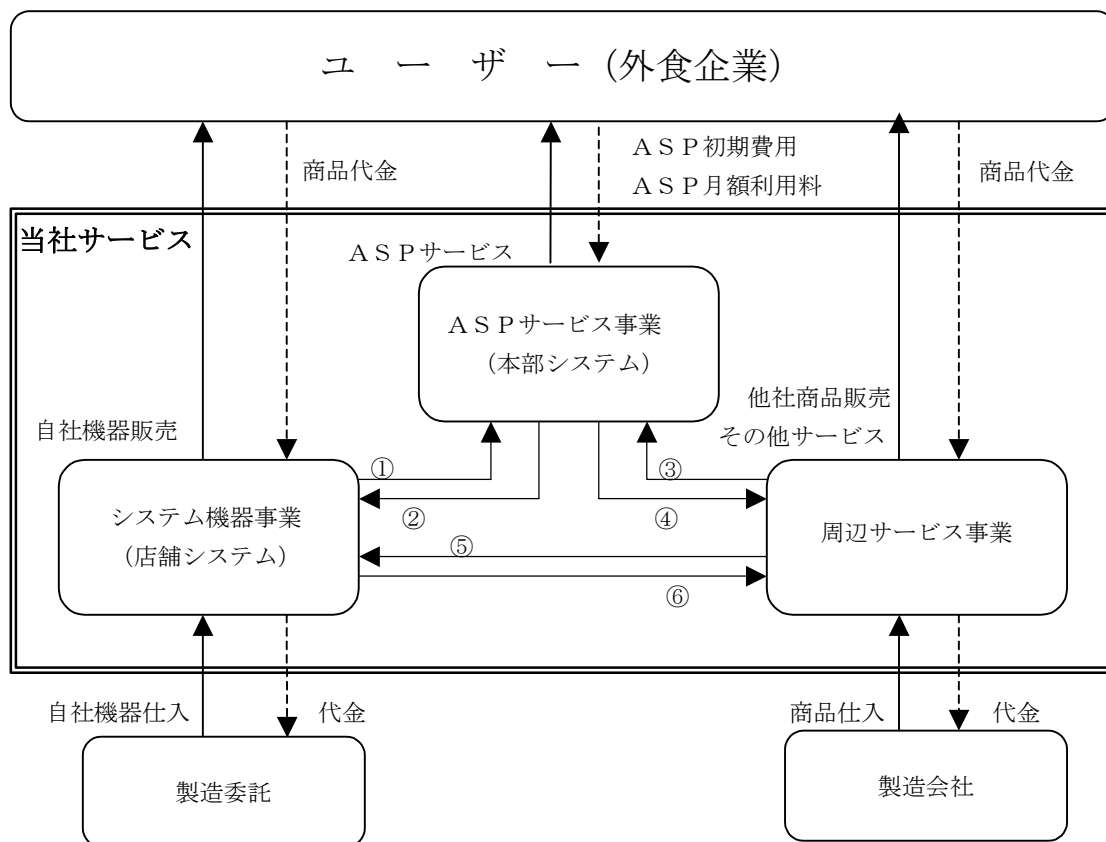 ユーザー(外食企業)
商品代金
ASP初期費用
ASP月額利用料
商品代金
当社サービス
ASPサービス
ASPサービス事業
(本部システム)
自社機器販売
他社商品販売
その他サービス
①
②
③
④
⑤
⑥
システム機器事業
(店舗システム)
周辺サービス事業
自社機器仕入
代金
商品仕入
代金
製造委託
製造会社